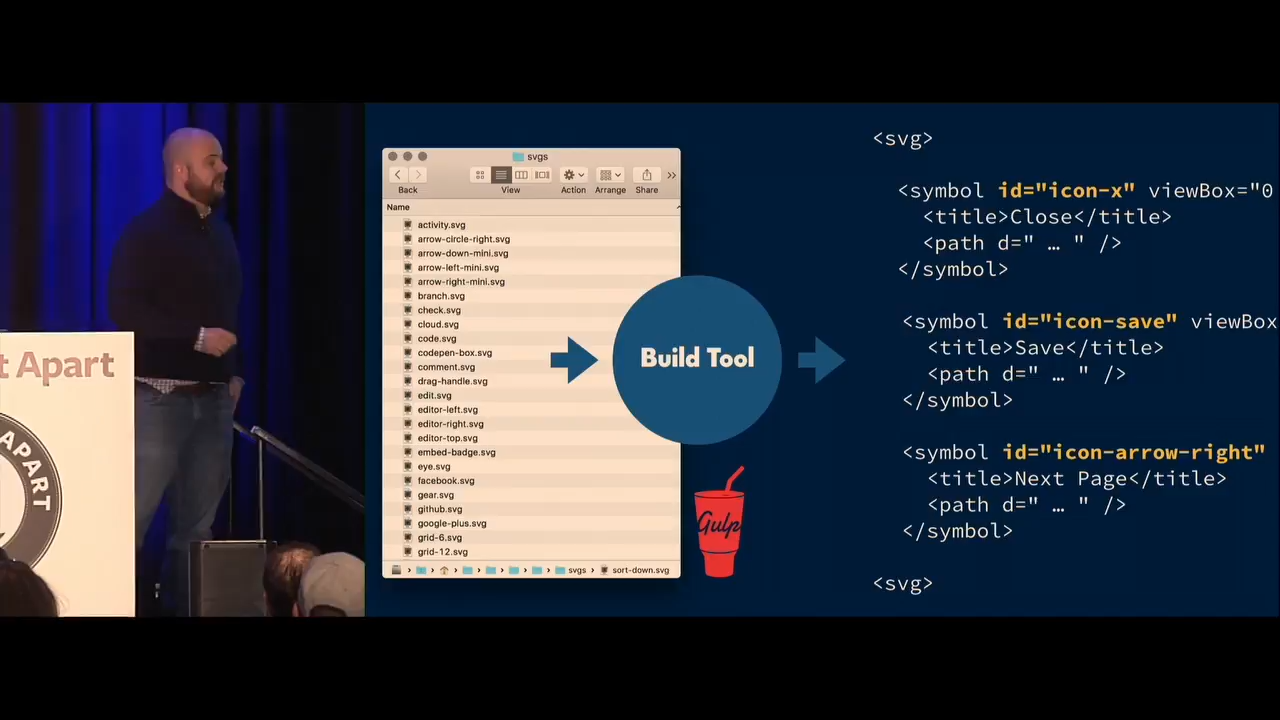 t Apart
APART
svgs
Back
View
Action
Arrange
Share
Name
activity.svg
arrow-circle-right.svg
arrow-down-mini.svg
arrow-left-mini.svg
arrow-right-mini.svg
branch.svg
check.svg
cloud.svg
code.svg
codepen-box.svg
comment.svg
drag-handle.svg
edit.svg
editor-left.svg
editor-right.svg
editor-top.svg
embed-badge.svg
eye.svg
facebook.svg
gear.svg
github.svg
google-plus.svg
grid-6.svg
grid-12.svg
svgs
sort-down.svg
Build Tool
Gulp
<svg>
<symbol id="icon-x" viewBox="0
<title>Close</title>
<path d=" … " />
</symbol>
<symbol id="icon-save" viewBox
<title>Save</title>
<path d=" … " />
</symbol>
<symbol id="icon-arrow-right"
<title>Next Page</title>
<path d=" … " />
</symbol>
<svg>